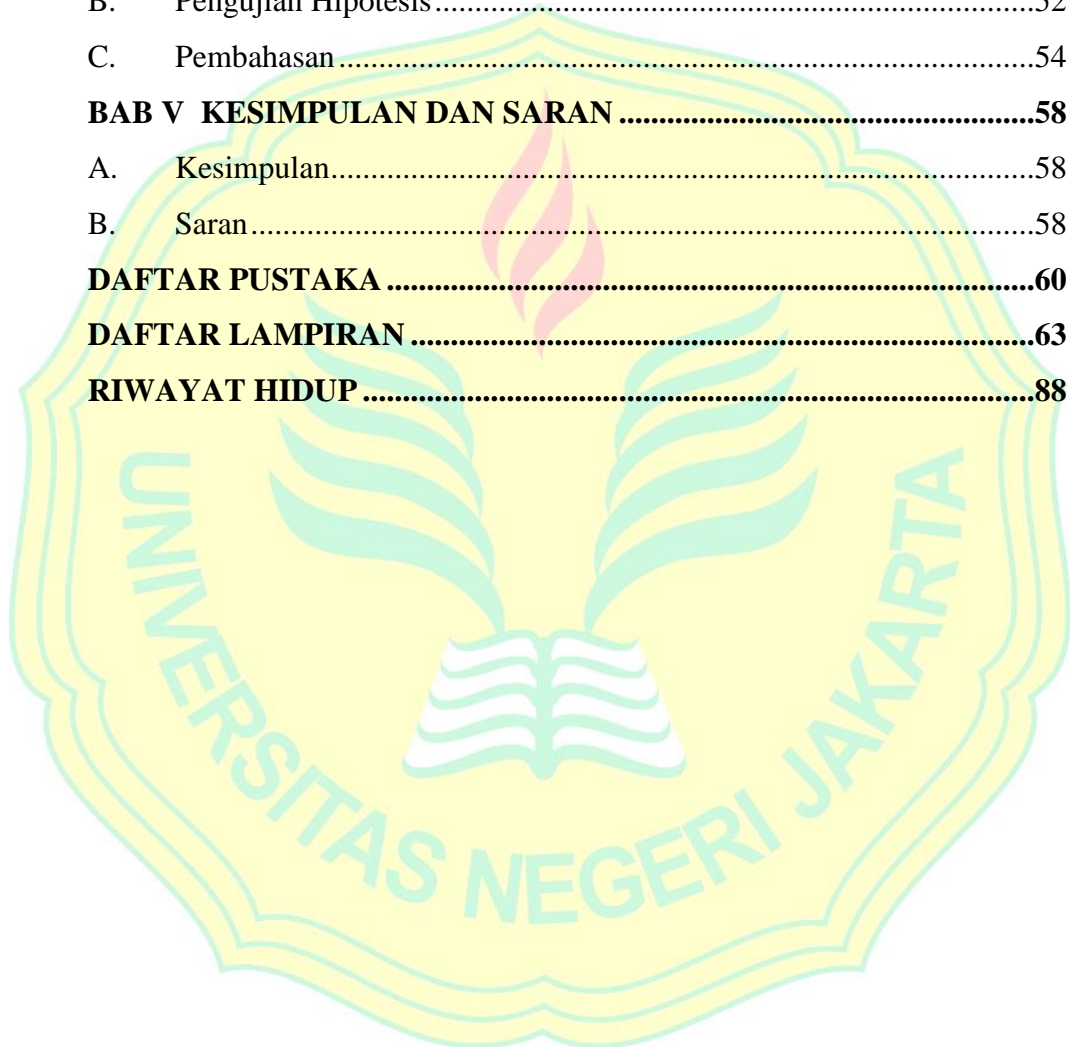 B. Pengujian Hipotesis.......................................................................................52
C. Pembahasan....................................................................................................54
BAB V KESIMPULAN DAN SARAN....................................................58
A. Kesimpulan.....................................................................................................58
B. Saran...............................................................................................................58
DAFTAR PUSTAKA.................................................................................60
DAFTAR LAMPIRAN..............................................................................63
RIWAYAT HIDUP....................................................................................88
UNIVERSITAS NEGERI JAKARTA